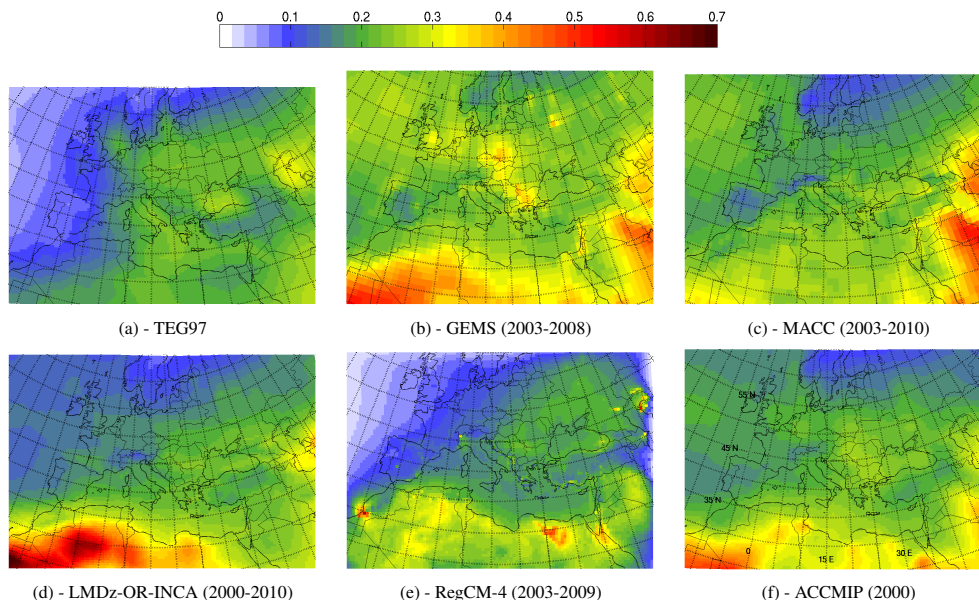 0 0.1 0.2 0.3 0.4 0.5 0.6 0.7
(a) - TEG97
(b) - GEMS (2003-2008)
(c) - MACC (2003-2010)
55 N
45 N
35 N
0
15 E
30 E
(d) - LMDz-OR-INCA (2000-2010)
(e) - RegCM-4 (2003-2009)
(f) - ACCMIP (2000)